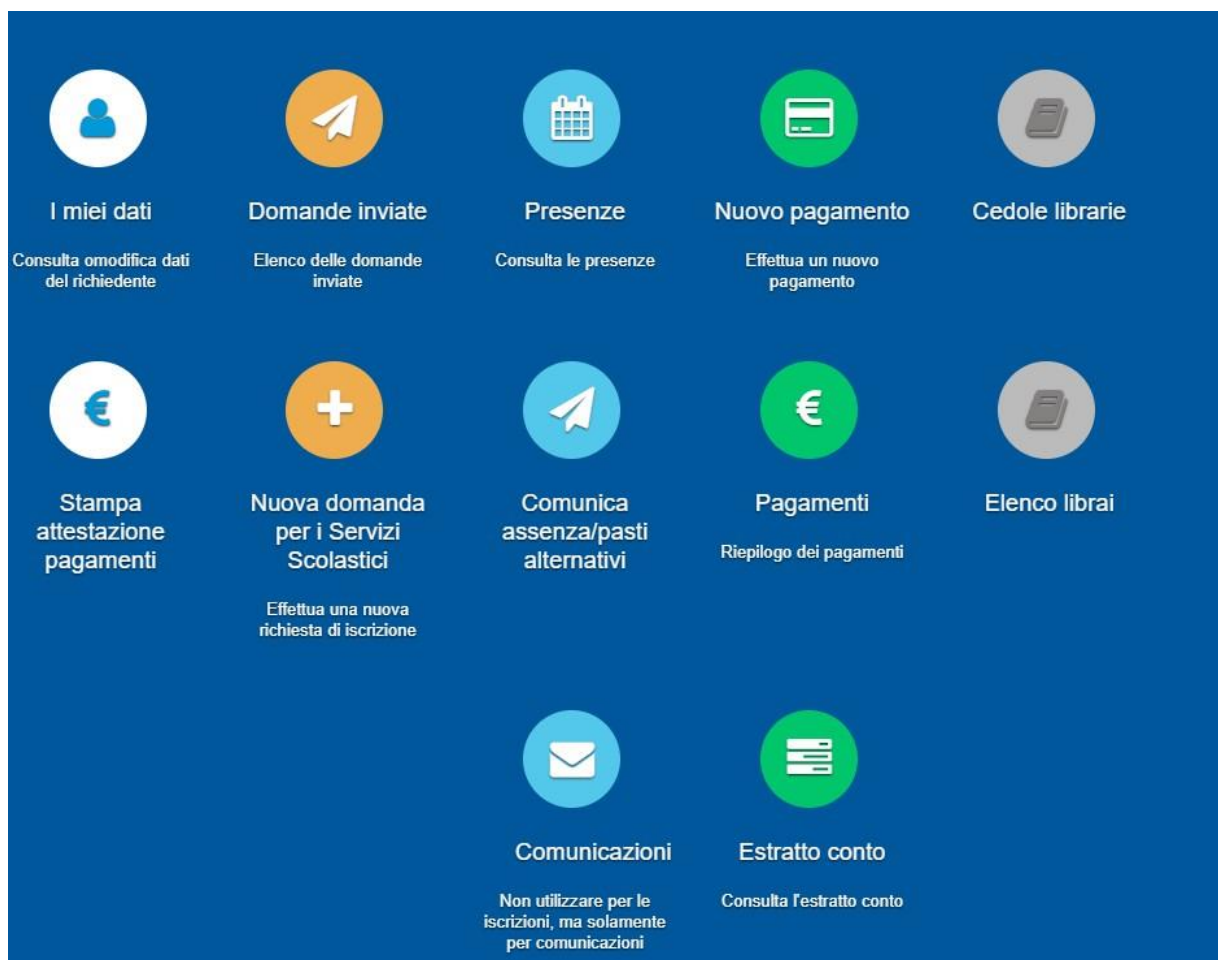 I miei dati
Consulta omodifica dati
del richiedente
Domande inviate
Elenco delle domande
inviate
Presenze
Consulta le presenze
Nuovo pagamento
Effettua un nuovo
pagamento
Cedole librarie
€
Stampa
attestazione
pagamenti
Nuova domanda
per i Servizi
Scolastici
Effettua una nuova
richiesta di iscrizione
Comunica
assenza/pasti
alternativi
€
Pagamenti
Riepilogo dei pagamenti
Elenco librai
Comunicazioni
Non utilizzare per le
iscrizioni, ma solamente
per comunicazioni
Estratto conto
Consulta l'estratto conto